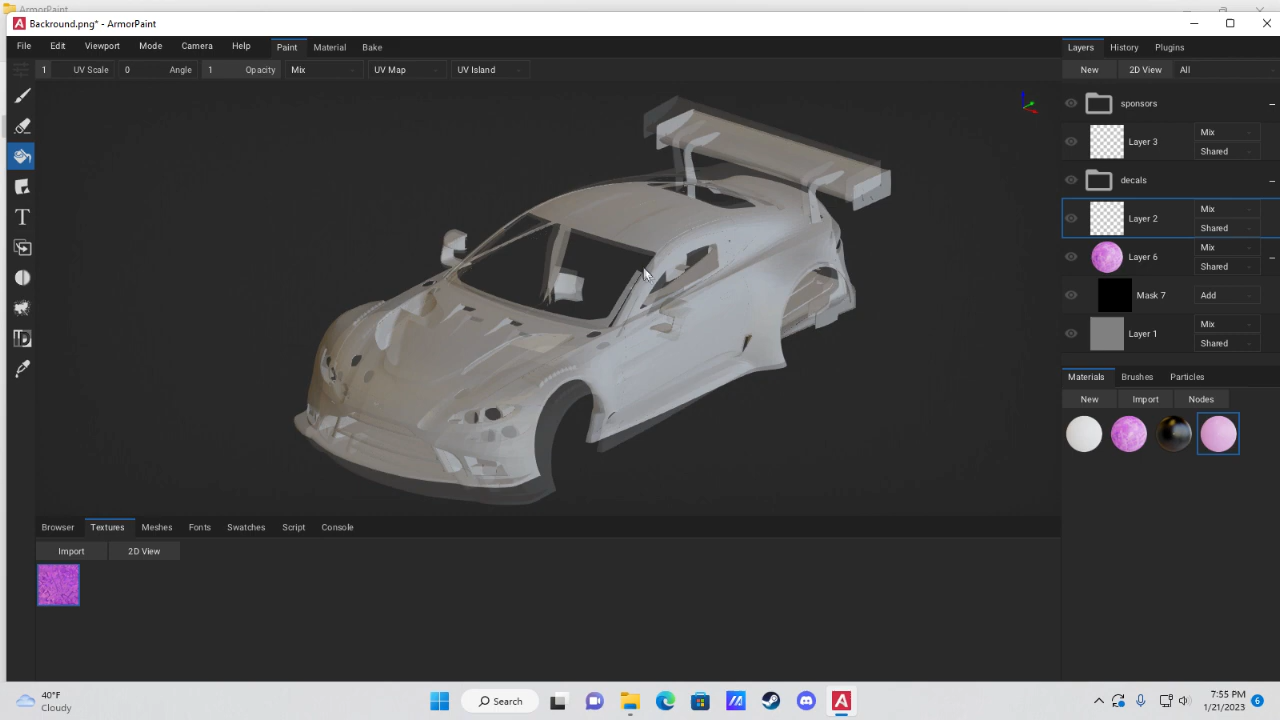 ArmorPaint
Backround.png* - ArmorPaint
File Edit Viewport Mode Camera Help Paint Material Bake
1 UV Scale 0 Angle 1 Opacity Mix UV Map UV Island
Layers History Plugins
New 2D View All
sponsors
Layer 3 Mix
Shared
decals
Layer 2 Mix
Shared
Layer 6 Mix
Shared
Mask 7 Add
Layer 1 Mix
Shared
Materials Brushes Particles
New Import Nodes
Browser Textures Meshes Fonts Swatches Script Console
Import 2D View
40°F
Cloudy
Search
7:55 PM
1/21/2023
6